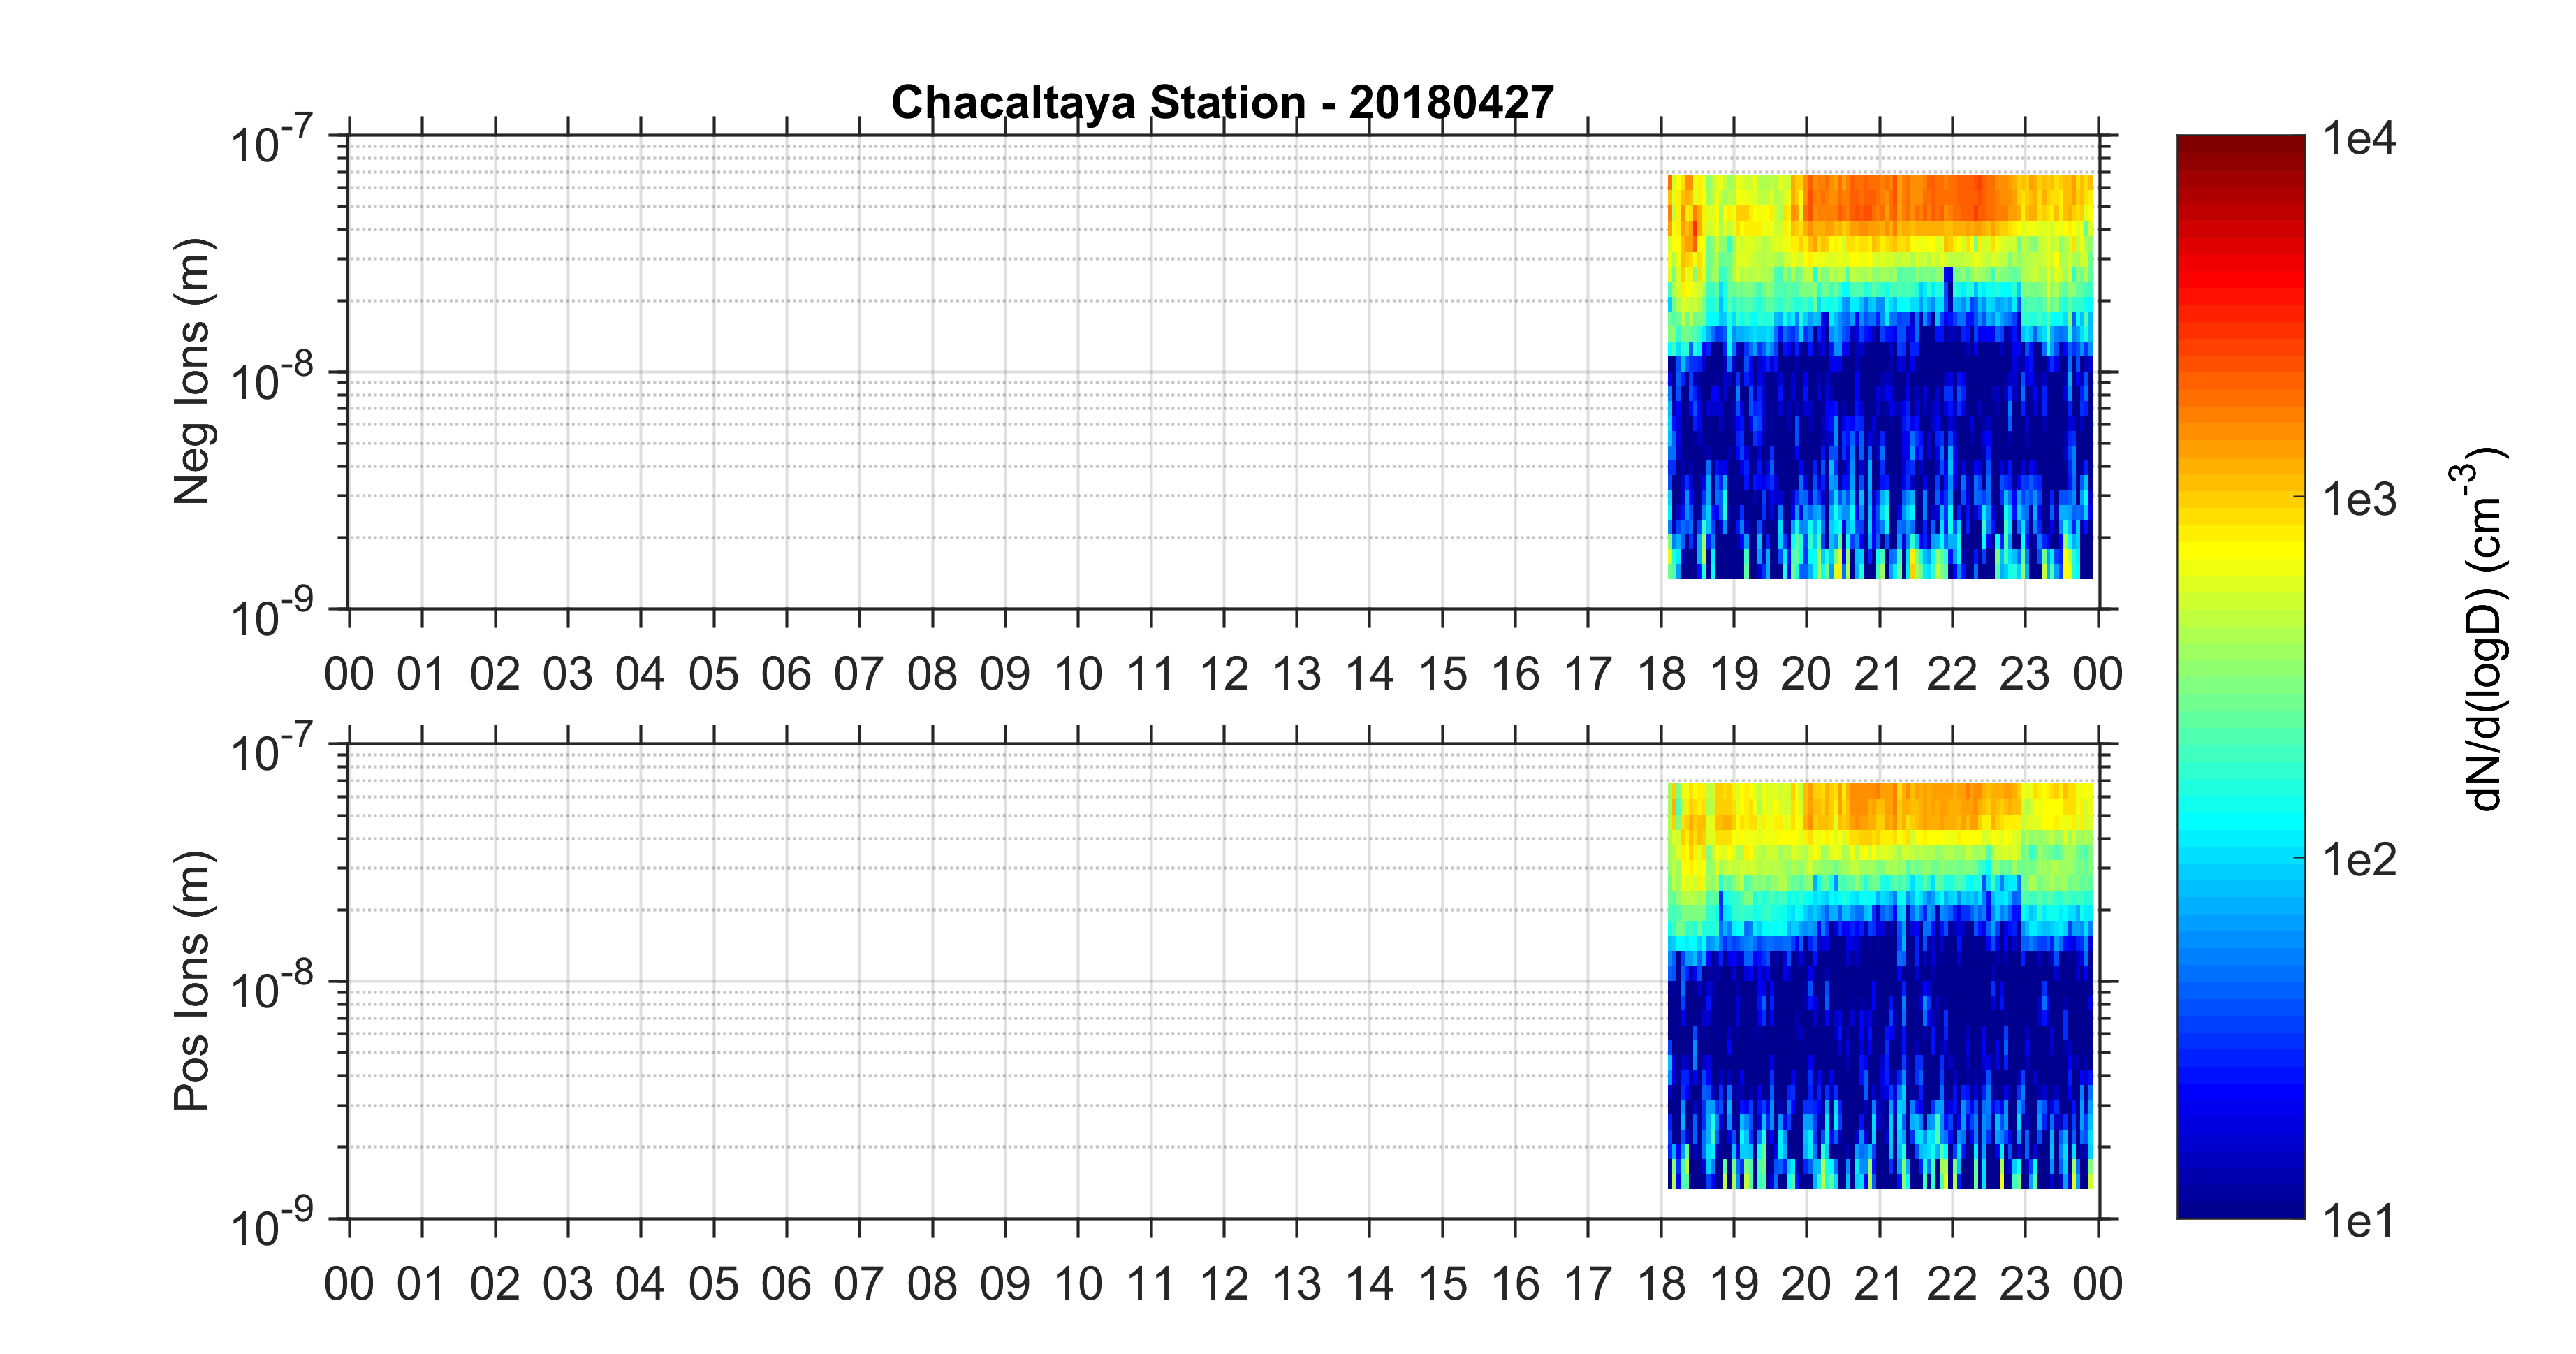 Chacaltaya Station - 20180427
10-7
10-8
10-9
Neg Ions (m)
00 01 02 03 04 05 06 07 08 09 10 11 12 13 14 15 16 17 18 19 20 21 22 23 00
10-7
10-8
10-9
Pos Ions (m)
00 01 02 03 04 05 06 07 08 09 10 11 12 13 14 15 16 17 18 19 20 21 22 23 00
1e4
1e3
1e2
1e1
dN/d(logD) (cm-3)